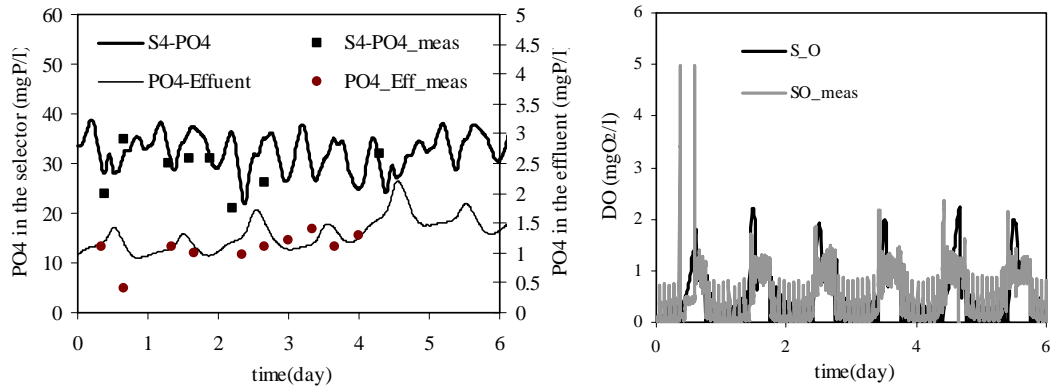 60
50
40
30
20
10
0
PO4 in the selector (mgP/l)
S4-PO4
S4-PO4_meas
PO4-Effuent
PO4_Eff_meas
5
4.5
4
3.5
3
2.5
2
1.5
1
0.5
0
PO4 in the effluent (mgP/l)
0 1 2 3 4 5 6
time(day)
6
5
4
3
2
1
0
DO (mgO₂/l)
S_O
SO_meas
0 2 4 6
time(day)